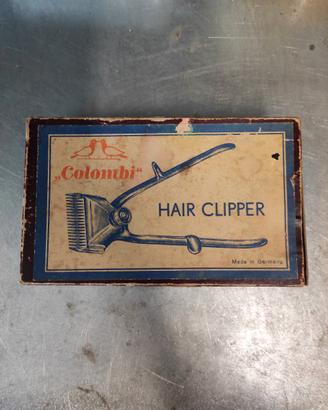 „Colombi“
HAIR CLIPPER
Made in Germany